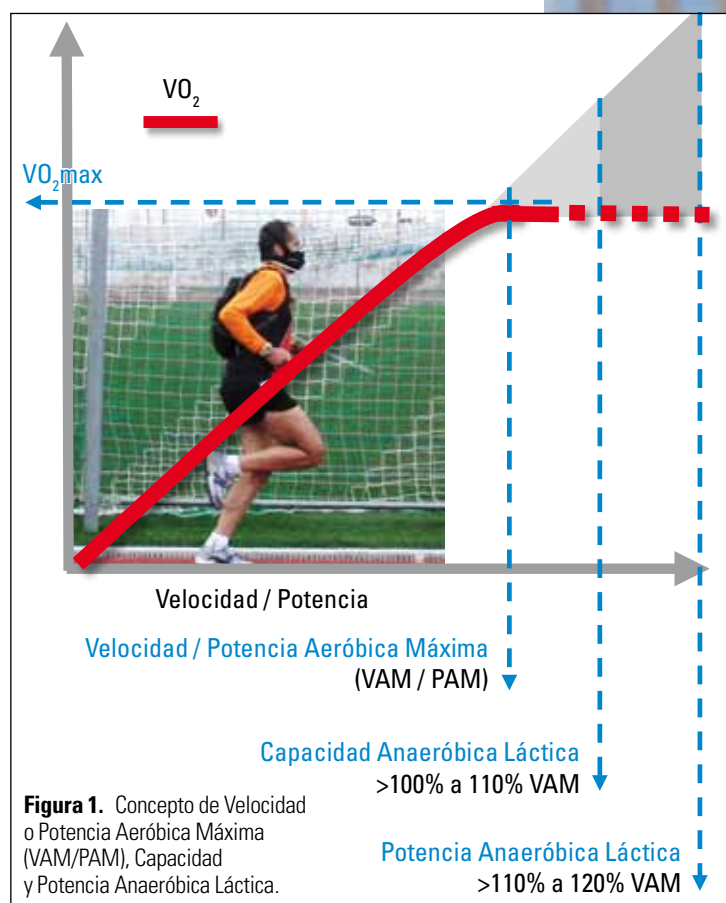 VO₂
VO₂max
Velocidad / Potencia
Velocidad / Potencia Aeróbica Máxima
(VAM / PAM)
Capacidad Anaeróbica Láctica
>100% a 110% VAM
Potencia Anaeróbica Láctica
>110% a 120% VAM
Figura 1. Concepto de Velocidad
o Potencia Aeróbica Máxima
(VAM/PAM), Capacidad
y Potencia Anaeróbica Láctica.